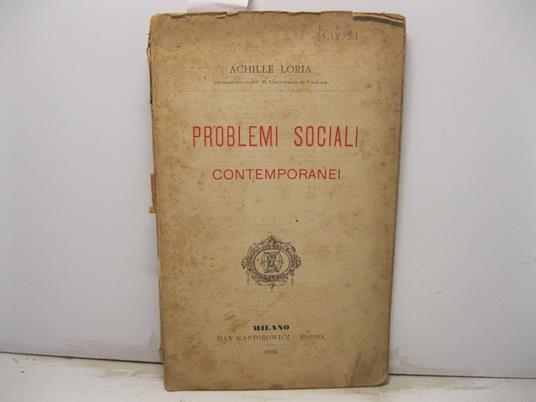 B.IV.21
ACHILLE LORIA
PROBLEMI SOCIALI
CONTEMPORANEI
MILANO
MAX KANTOROWICZ - EDITORE